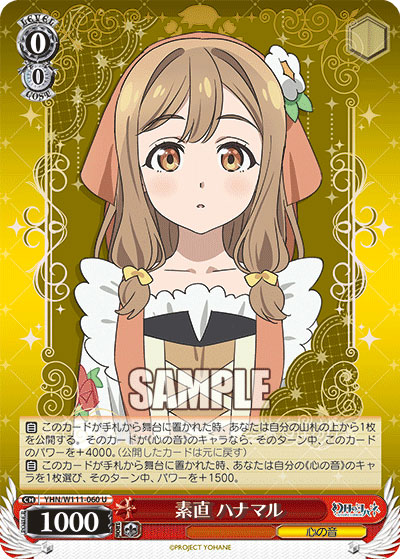 LEVEL
0
0
COST
SAMPLE
自 このカードが手札から舞台に置かれた時、あなたは自分の山札の上から1枚
を公開する。そのカードが《心の音》のキャラなら、そのターン中、このカード
のパワーを+4000。(公開したカードは元に戻す)
自 このカードが手札から舞台に置かれた時、あなたは自分の《心の音》のキャ
ラを1枚選び、そのターン中、パワーを+1500。
CH YHN/W111-060 U
1000
素直 ハナマル
心の音
©PROJECT YOHANE